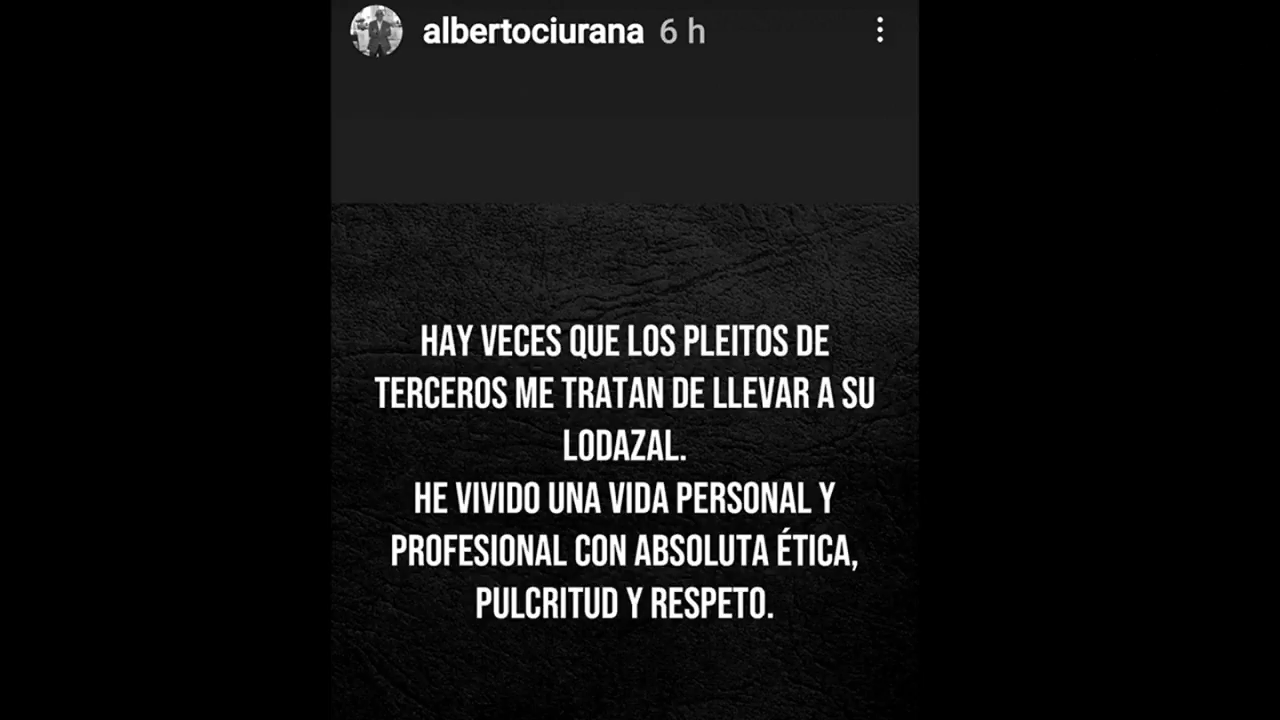 albertociurana 6 h
HAY VECES QUE LOS PLEITOS DE
TERCEROS ME TRATAN DE LLEVAR A SU
LODAZAL.
HE VIVIDO UNA VIDA PERSONAL Y
PROFESIONAL CON ABSOLUTA ÉTICA,
PULCRITUD Y RESPETO.